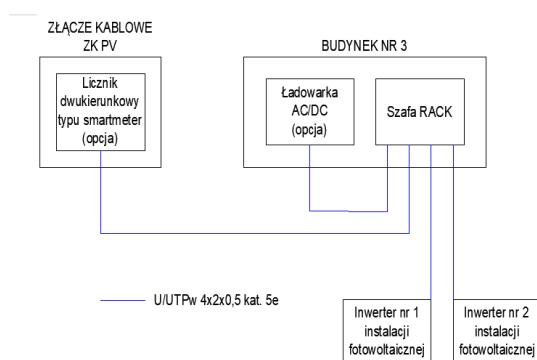 ZŁĄCZE KABLOWE
ZK PV
Licznik
dwukierunkowy
typu smartmeter
(opcja)
BUDYNEK NR 3
Ładowarka
AC/DC
(opcja)
Szafa RACK
U/UTPw 4x2x0,5 kat. 5e
Inwerter nr 1
instalacji
fotowoltaicznej
Inwerter nr 2
instalacji
fotowoltaicznej